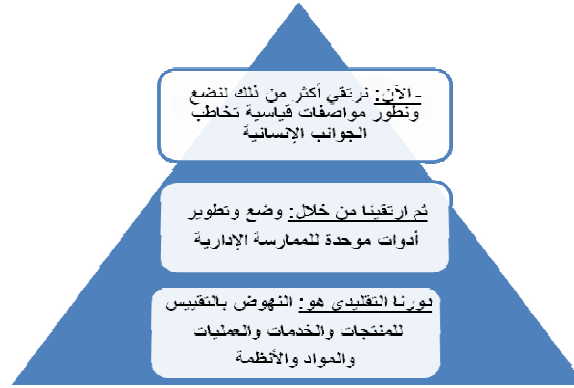 - الآن: نرتقي أكثر من ذلك لنضع
ونطور مواصفات قياسية تخاطب
الجوانب الإنسانية
ثم ارتقينا من خلال: وضع وتطوير
أدوات موحدة للممارسة الإدارية
دورنا التقليدي هو: النهوض بالتقييس
للمنتجات والخدمات والعمليات
والمواد والأنظمة